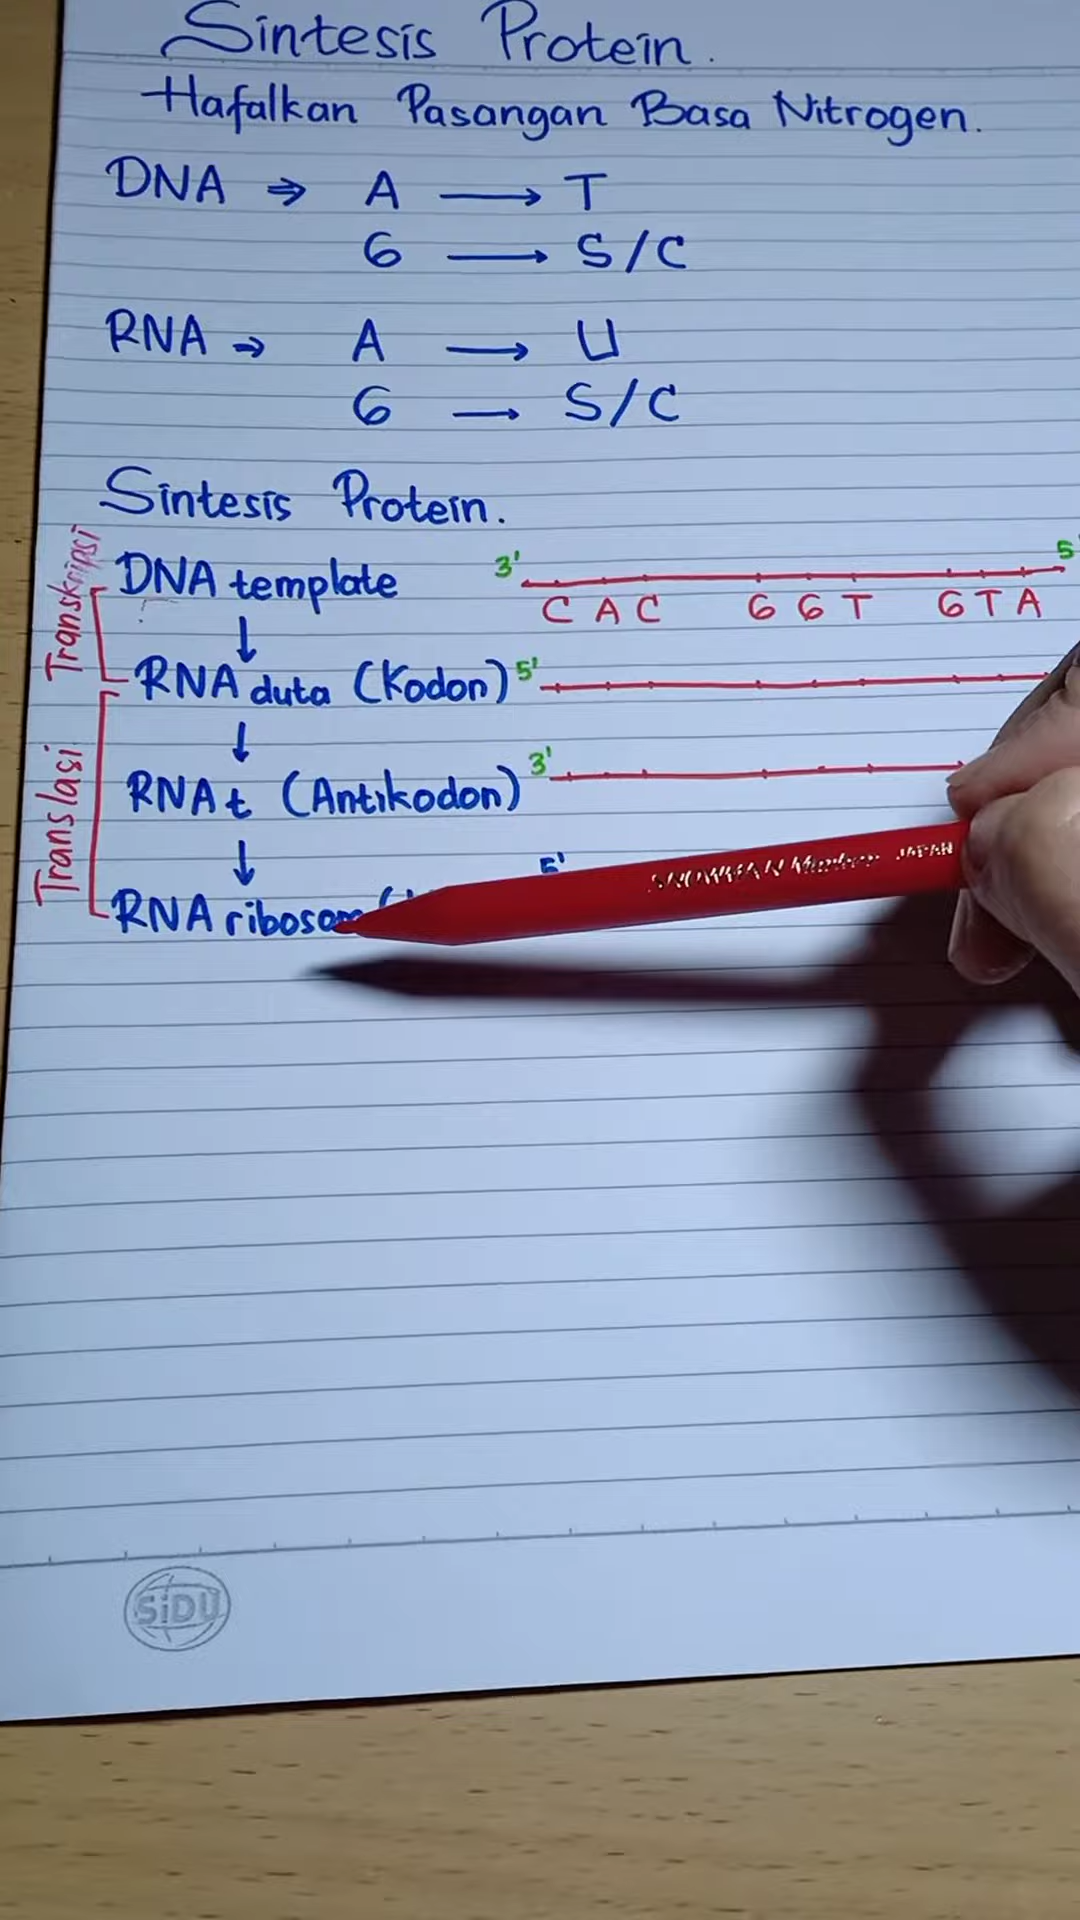 Sintesis Protein.
Hafalkan Pasangan Basa Nitrogen.
DNA ⇒ A → T
G → S/C
RNA ⇒ A → U
G → S/C
Sintesis Protein.
Transkripsi
DNA template 3' 5'
C A C G G T G T A
↓
RNA duta (Kodon) 5'
↓
Translasi
RNA t (Antikodon) 3'
↓
RNA ribosom 5'
SNOWMAN Marker JAPAN
SiDU